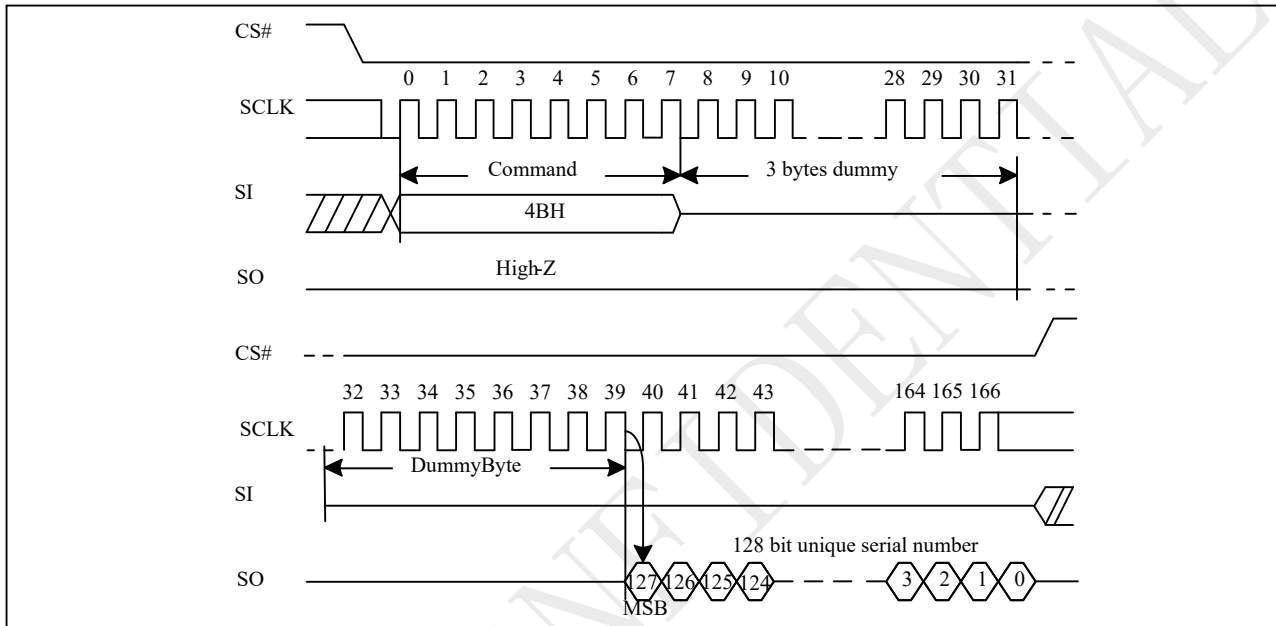 CS#
0 1 2 3 4 5 6 7 8 9 10 28 29 30 31
SCLK
Command 3 bytes dummy
SI
4BH
High-Z
SO
CS#
32 33 34 35 36 37 38 39 40 41 42 43 164 165 166
SCLK
DummyByte
SI
128 bit unique serial number
SO
127 126 125 124 3 2 1 0
MSB